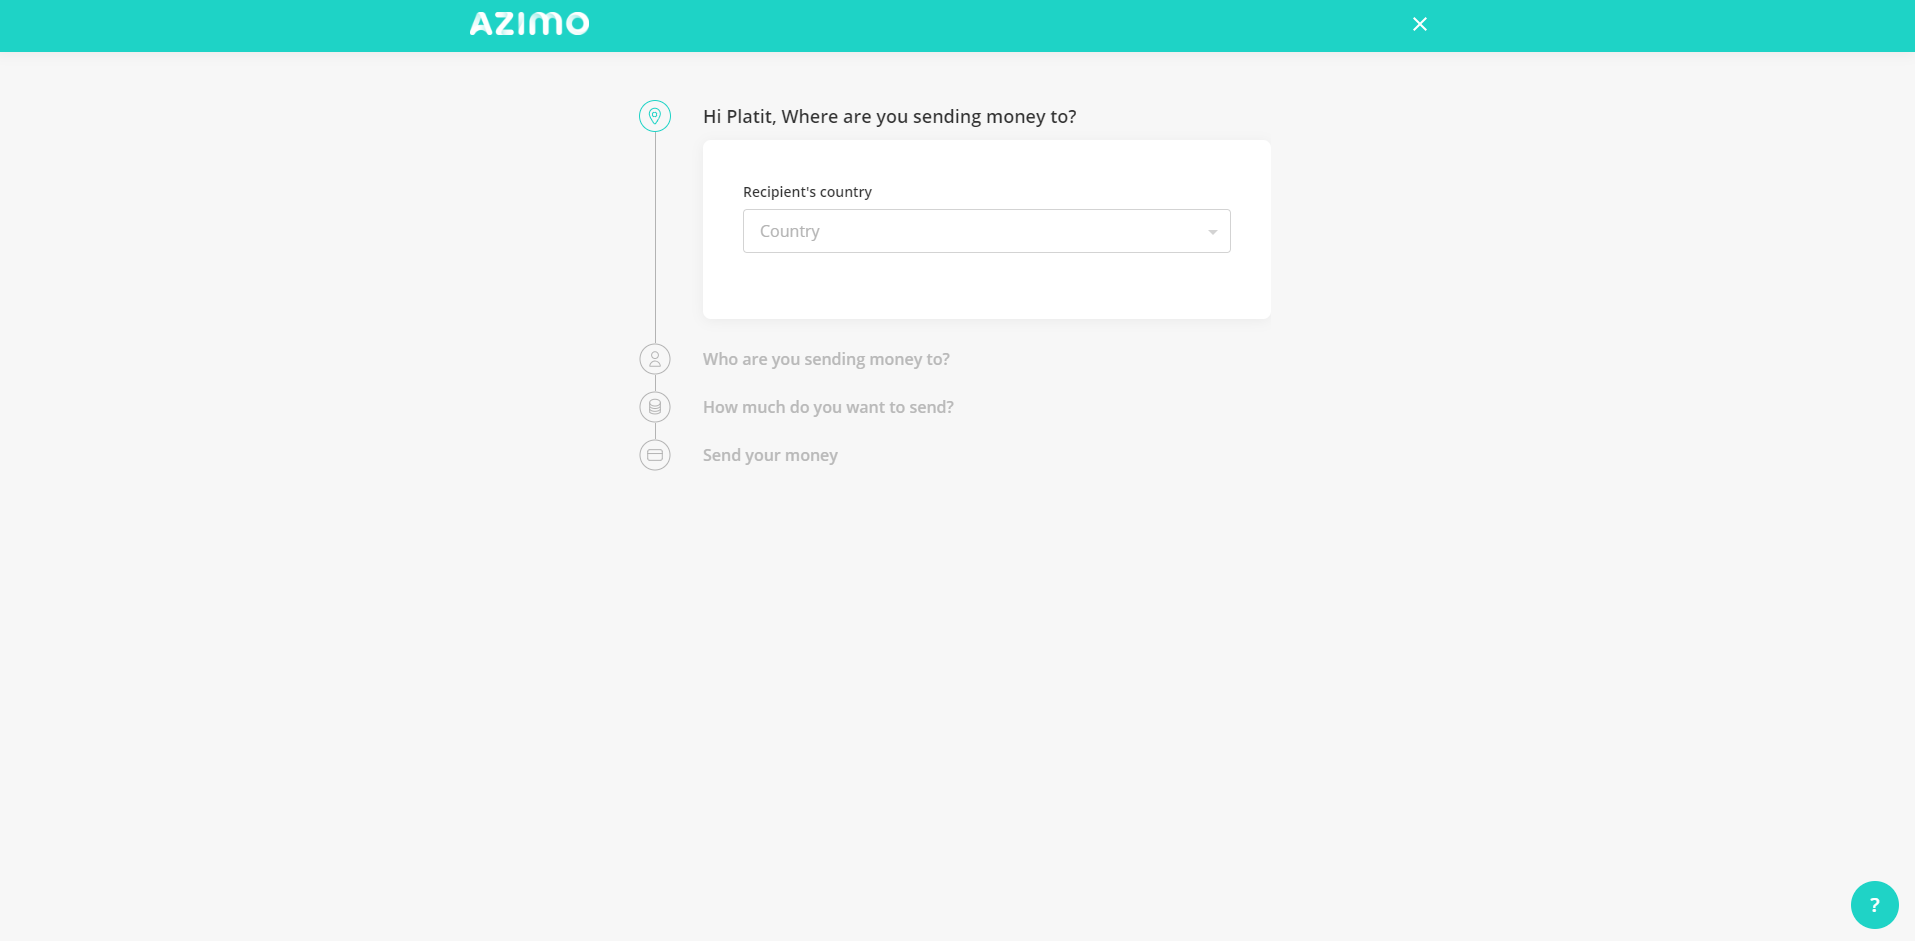 AZIMO
Hi Platit, Where are you sending money to?
Recipient's country
Country
Who are you sending money to?
How much do you want to send?
Send your money
?